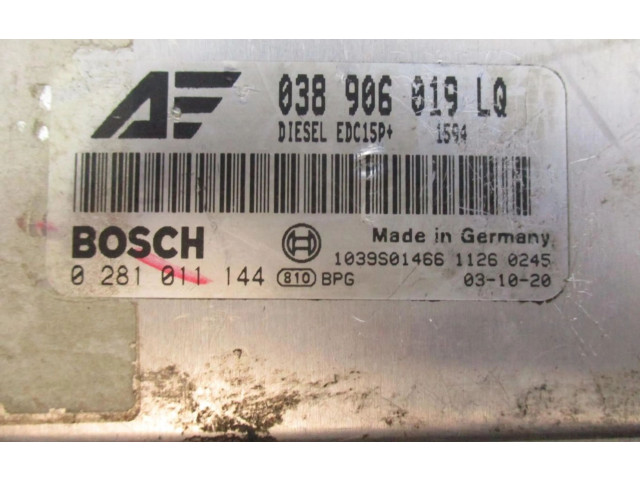 AF 038 906 019 LQ
DIESEL EDC15P+ 1594
BOSCH Made in Germany
1039S01466 1126 0245
0 281 011 144 810 BPG 03-10-20